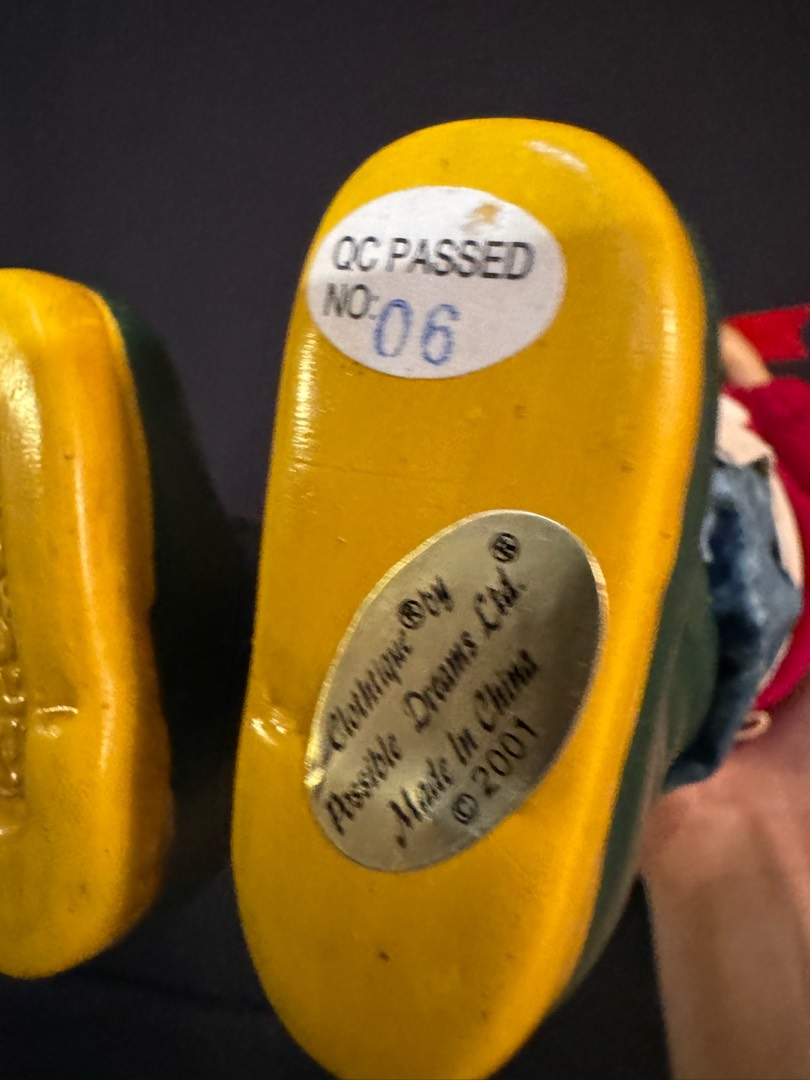 QC PASSED
NO: 06
Clothtique® by
Possible Dreams Ltd.®
Made In China
© 2001